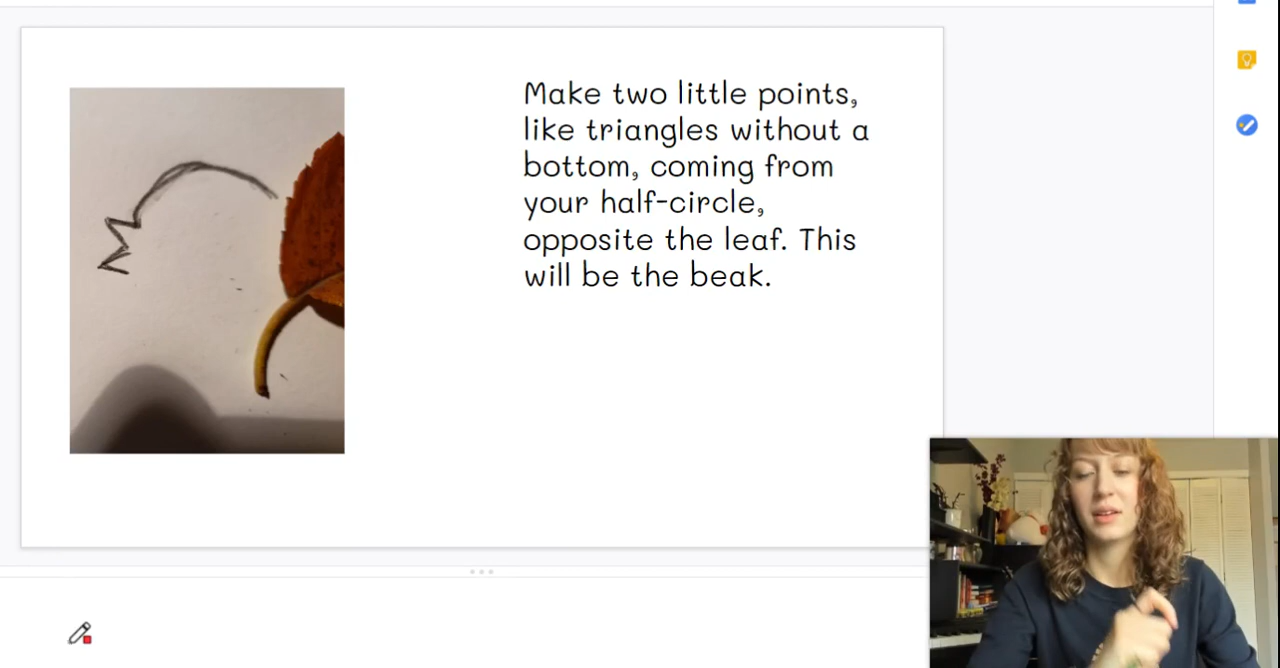 Make two little points,
like triangles without a
bottom, coming from
your half-circle,
opposite the leaf. This
will be the beak.